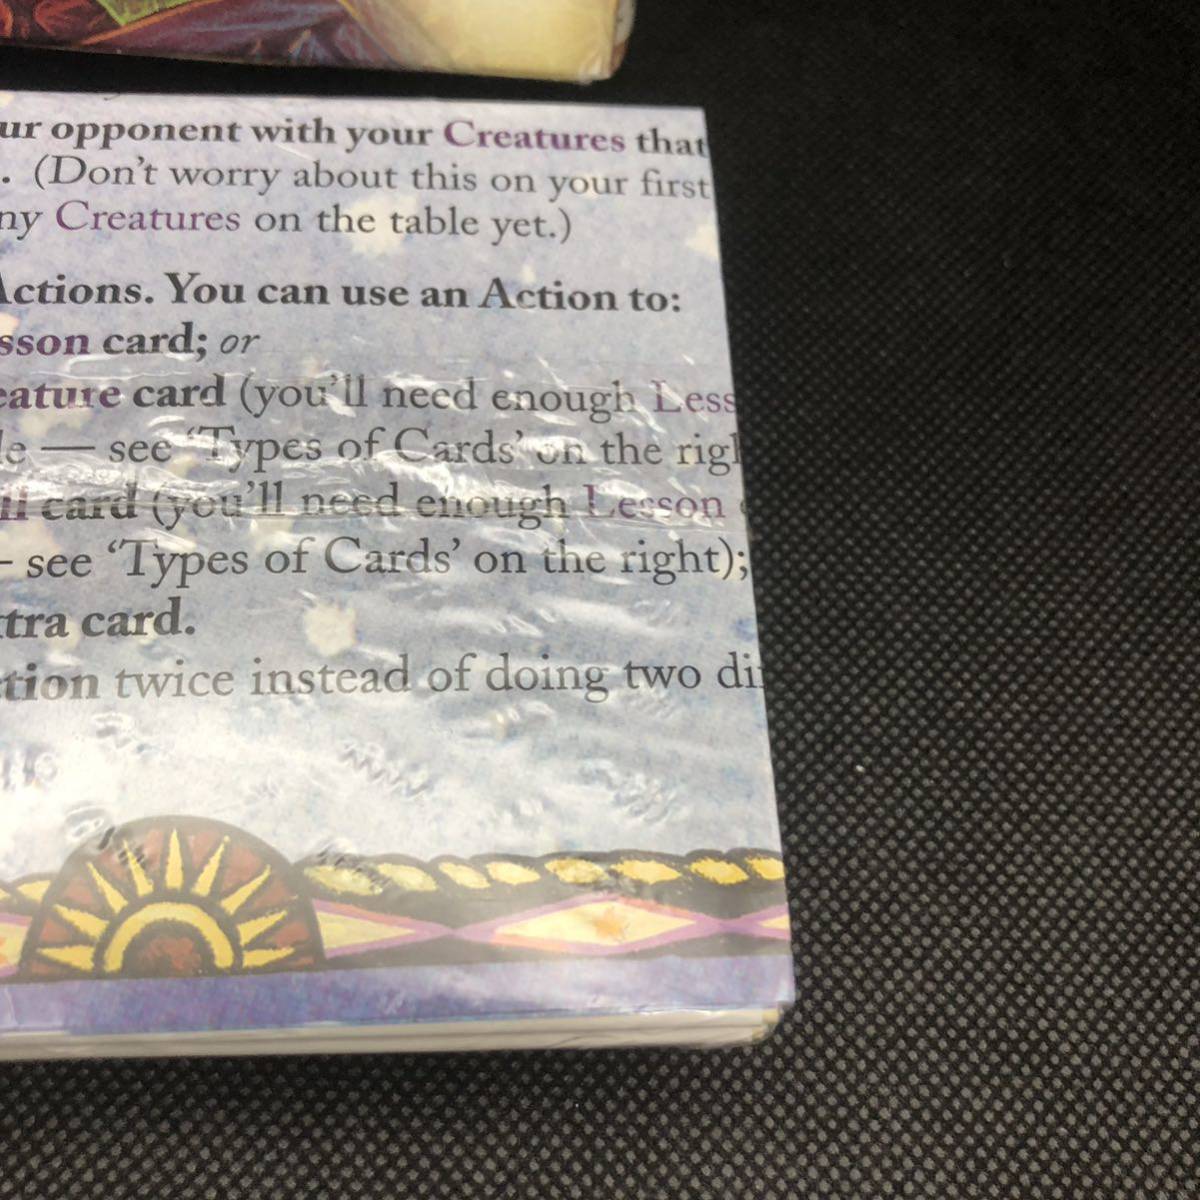 ur opponent with your Creatures that
. (Don't worry about this on your first
ny Creatures on the table yet.)
Actions. You can use an Action to:
sson card; or
eature card (you'll need enough Less
le — see 'Types of Cards' on the righ
ll card (you'll need enough Lesson
– see 'Types of Cards' on the right);
tra card.
tion twice instead of doing two di